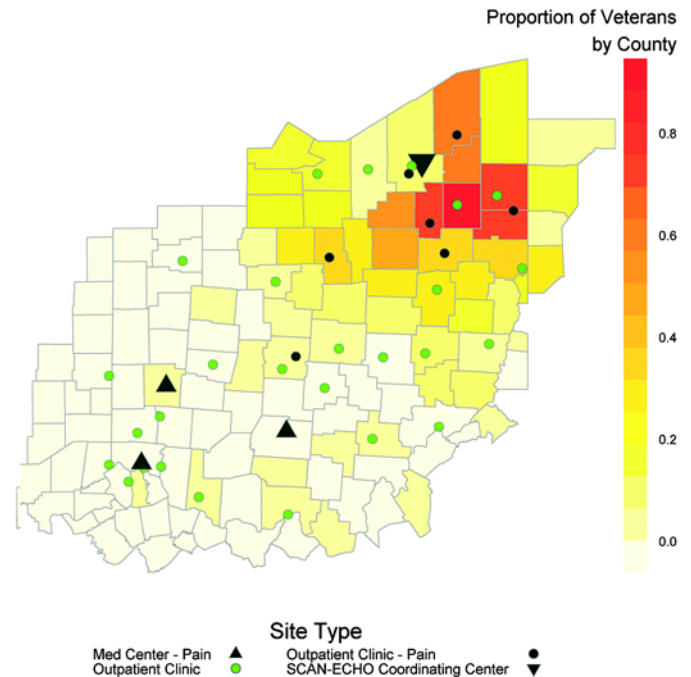 Proportion of Veterans
by County
0.8
0.6
0.4
0.2
0.0
Site Type
Med Center - Pain
Outpatient Clinic - Pain
Outpatient Clinic
SCAN-ECHO Coordinating Center